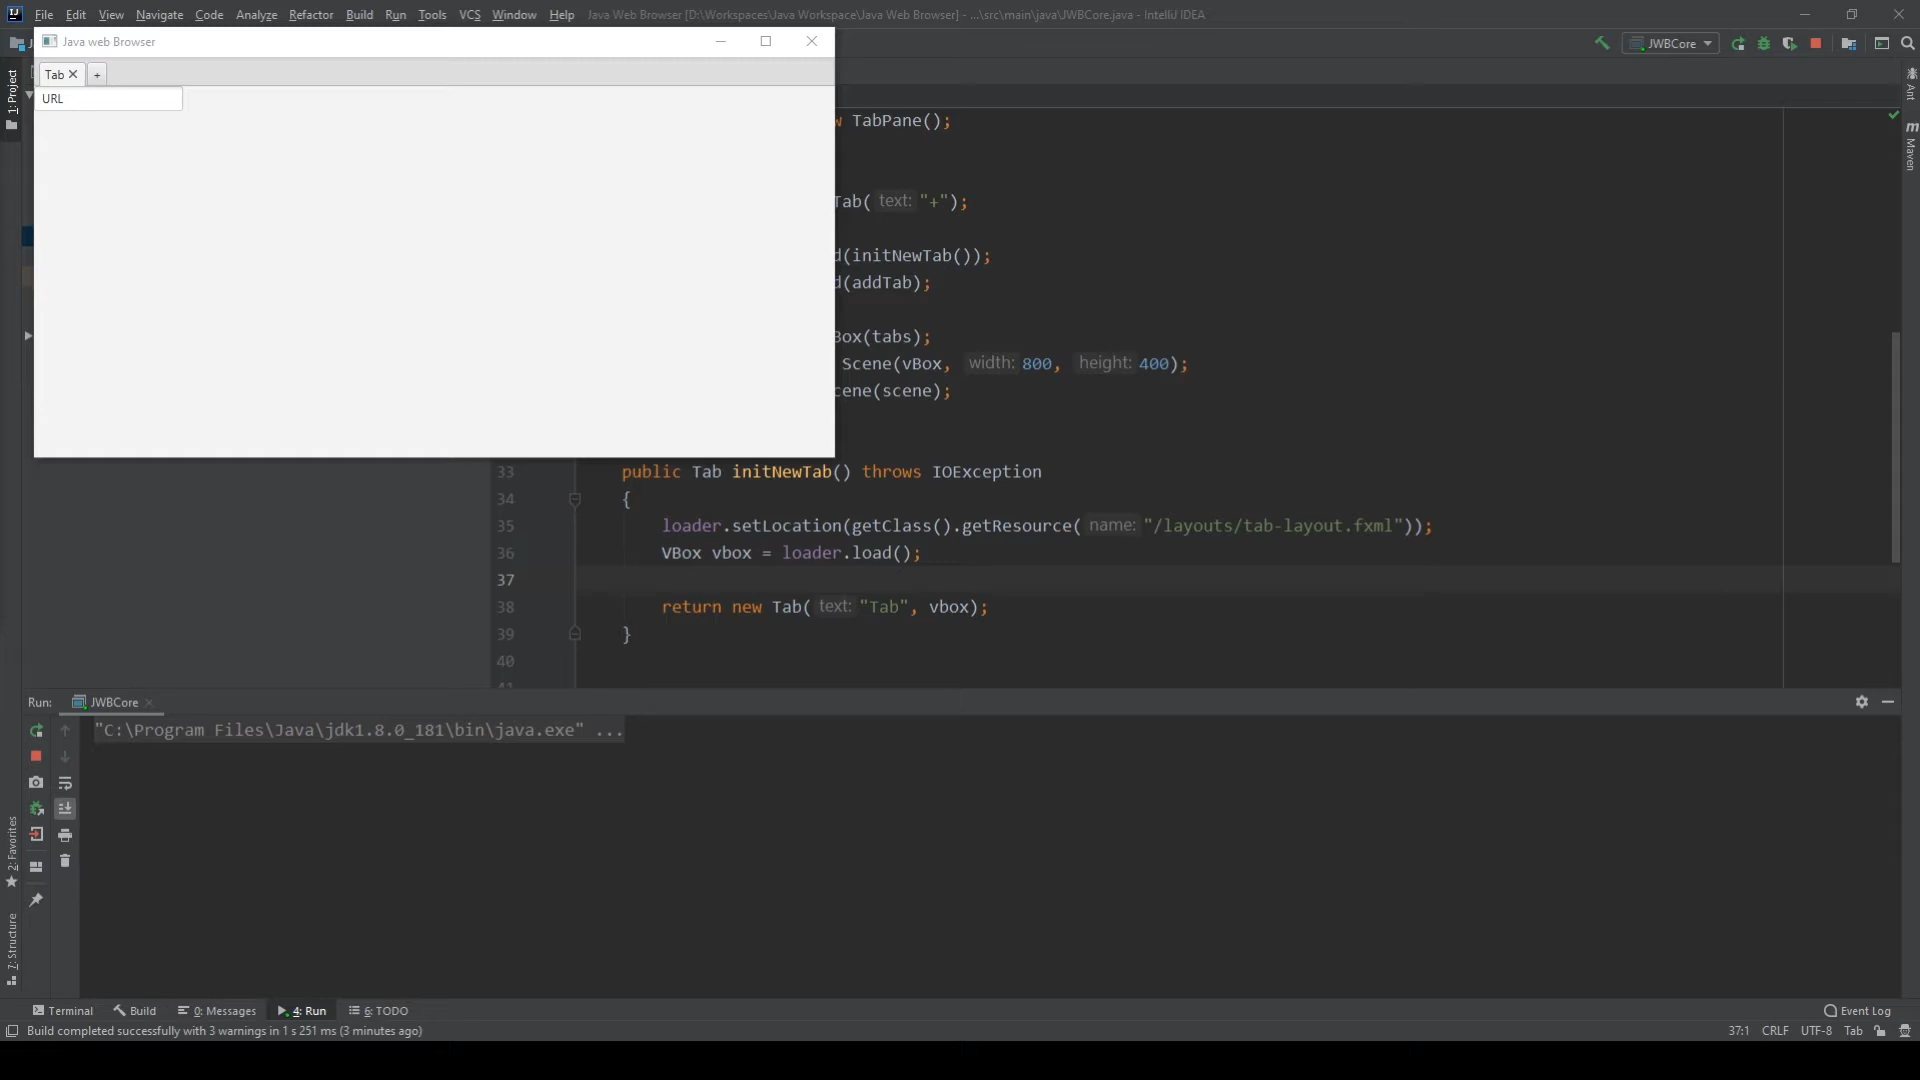 File Edit View Navigate Code Analyze Refactor Build Run Tools VCS Window Help Java Web Browser [D:\Workspaces\Java Workspace\Java Web Browser] - ...\src\main\java\JWBCore.java - IntelliJ IDEA
Java web Browser
JWBCore
Tab +
URL
1: Project
Ant
Maven
TabPane();
Tab( text: "+");
(initNewTab());
(addTab);
Box(tabs);
Scene(vBox, width: 800, height: 400);
cene(scene);
33 public Tab initNewTab() throws IOException
34 {
35 loader.setLocation(getClass().getResource( name: "/layouts/tab-layout.fxml"));
36 VBox vbox = loader.load();
37
38 return new Tab( text: "Tab", vbox);
39 }
40
41
Run: JWBCore
"C:\Program Files\Java\jdk1.8.0_181\bin\java.exe" ...
2: Favorites
7: Structure
Terminal Build 0: Messages 4: Run 6: TODO Event Log
Build completed successfully with 3 warnings in 1 s 251 ms (3 minutes ago) 37:1 CRLF UTF-8 Tab